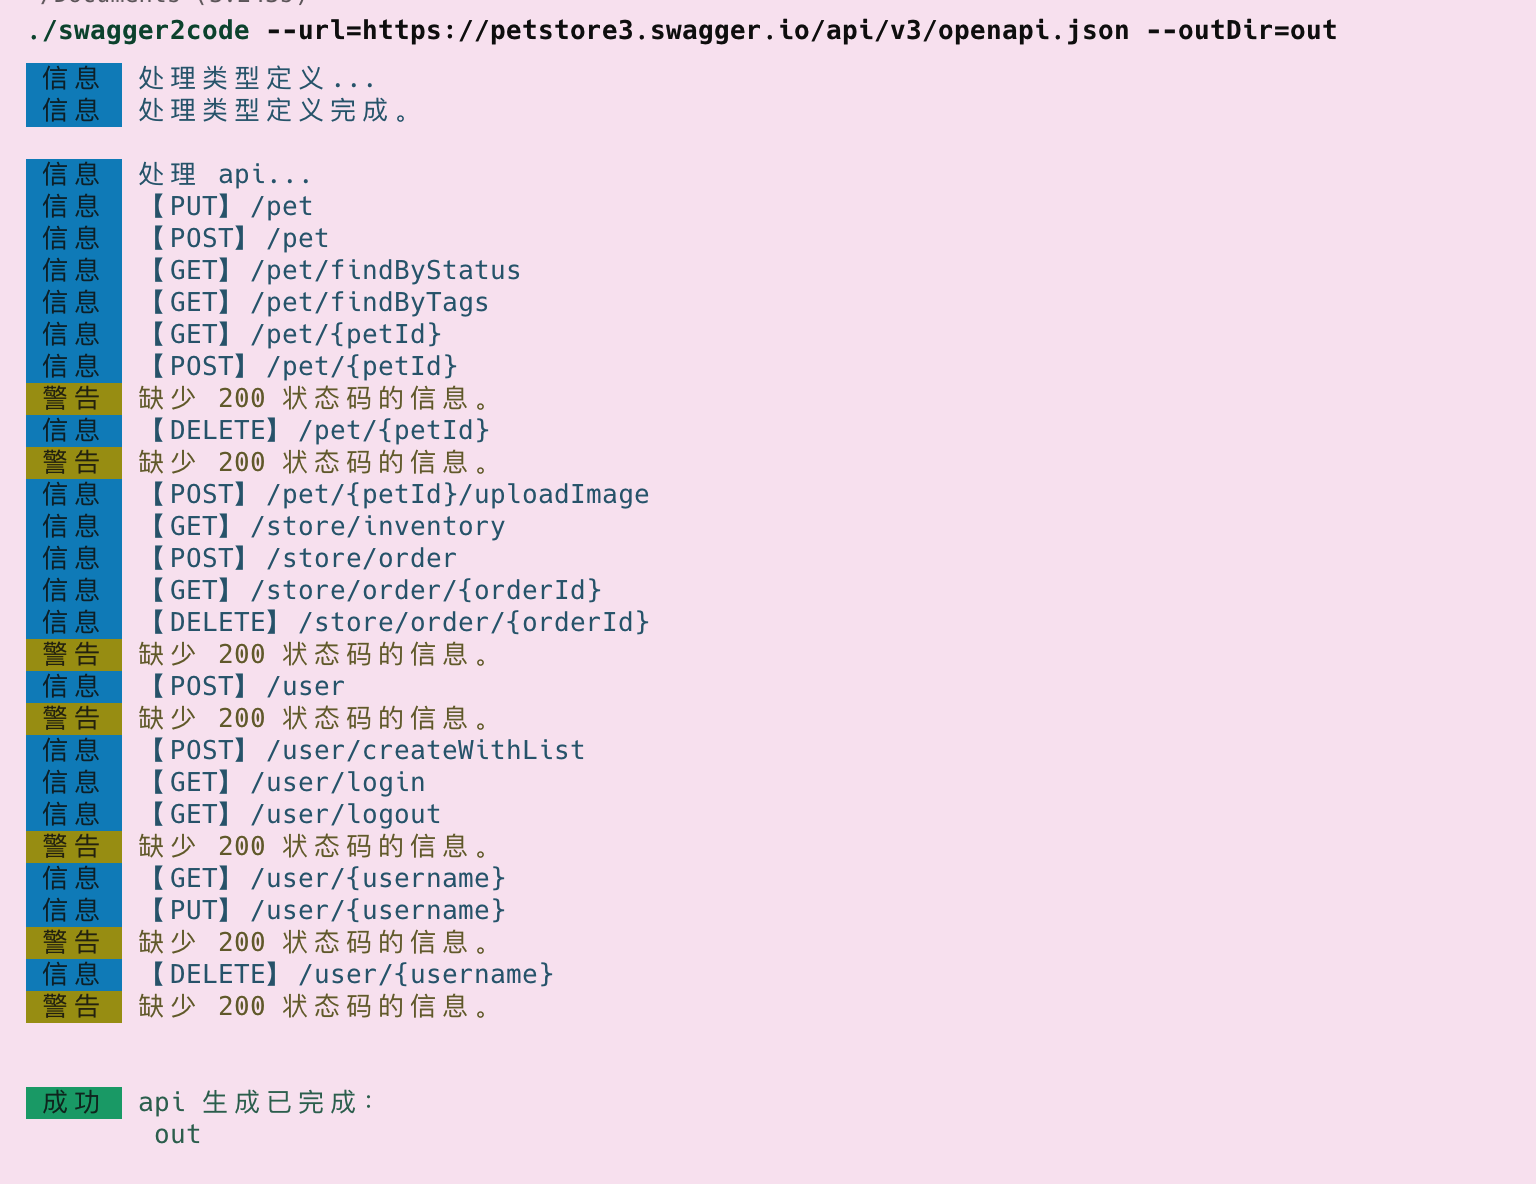 ./swagger2code --url=https://petstore3.swagger.io/api/v3/openapi.json --outDir=out
信息 处理类型定义...
信息 处理类型定义完成。
信息 处理 api...
信息 【PUT】/pet
信息 【POST】/pet
信息 【GET】/pet/findByStatus
信息 【GET】/pet/findByTags
信息 【GET】/pet/{petId}
信息 【POST】/pet/{petId}
警告 缺少 200 状态码的信息。
信息 【DELETE】/pet/{petId}
警告 缺少 200 状态码的信息。
信息 【POST】/pet/{petId}/uploadImage
信息 【GET】/store/inventory
信息 【POST】/store/order
信息 【GET】/store/order/{orderId}
信息 【DELETE】/store/order/{orderId}
警告 缺少 200 状态码的信息。
信息 【POST】/user
警告 缺少 200 状态码的信息。
信息 【POST】/user/createWithList
信息 【GET】/user/login
信息 【GET】/user/logout
警告 缺少 200 状态码的信息。
信息 【GET】/user/{username}
信息 【PUT】/user/{username}
警告 缺少 200 状态码的信息。
信息 【DELETE】/user/{username}
警告 缺少 200 状态码的信息。
成功 api 生成已完成：
out